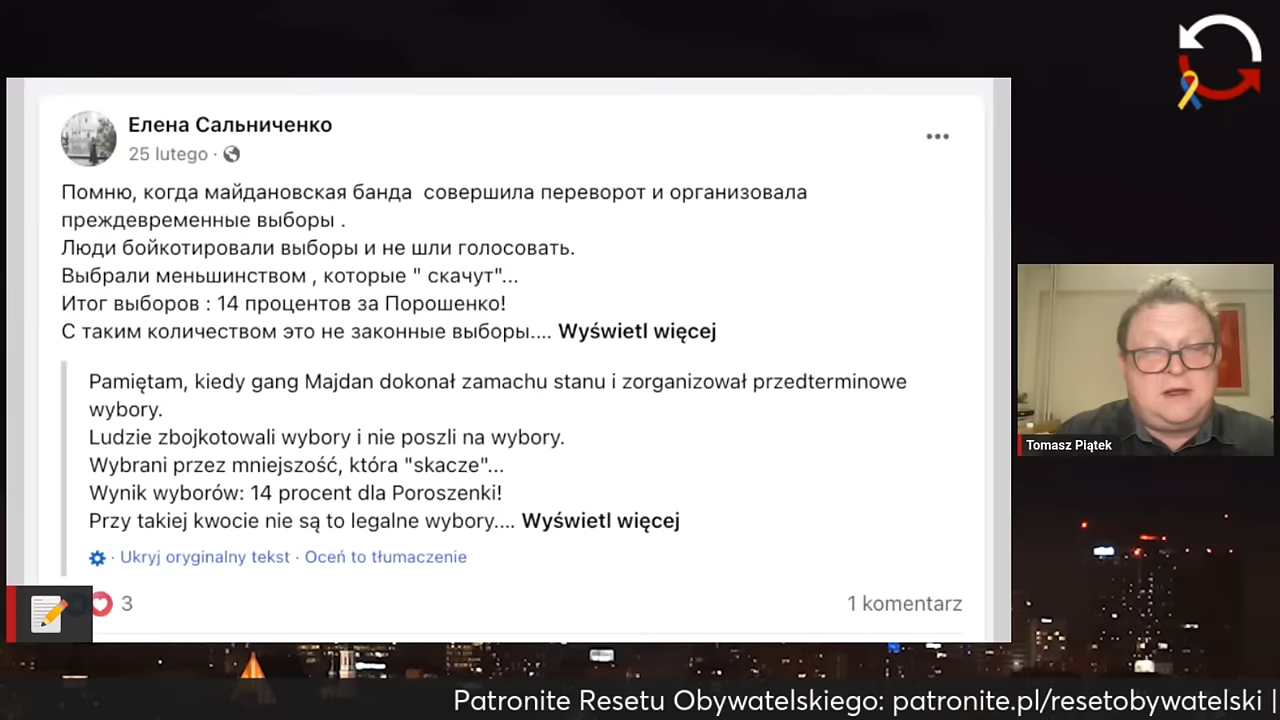 Елена Сальниченко
25 lutego ·
Помню, когда майдановская банда  совершила переворот и организовала
преждевременные выборы .
Люди бойкотировали выборы и не шли голосовать.
Выбрали меньшинством , которые " скачут"...
Итог выборов : 14 процентов за Порошенко!
С таким количеством это не законные выборы.... Wyświetl więcej
Pamiętam, kiedy gang Majdan dokonał zamachu stanu i zorganizował przedterminowe
wybory.
Ludzie zbojkotowali wybory i nie poszli na wybory.
Wybrani przez mniejszość, która "skacze"...
Wynik wyborów: 14 procent dla Poroszenki!
Przy takiej kwocie nie są to legalne wybory.... Wyświetl więcej
· Ukryj oryginalny tekst · Oceń to tłumaczenie
3
1 komentarz
Tomasz Piątek
Patronite Resetu Obywatelskiego: patronite.pl/resetobywatelski |